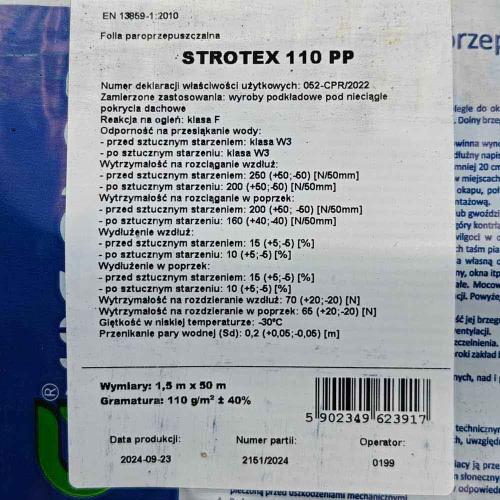 EN 13859-1:2010
Folia paroprzepuszczalna
STROTEX 110 PP
Numer deklaracji właściwości użytkowych: 052-CPR/2022
Zamierzone zastosowania: wyroby podkładowe pod nieciągłe
pokrycia dachowe
Reakcja na ogień: klasa F
Odporność na przesiąkanie wody:
- przed sztucznym starzeniem: klasa W3
- po sztucznym starzeniu: klasa W3
Wytrzymałość na rozciąganie wzdłuż:
- przed sztucznym starzeniem: 250 (+50;-50) [N/50mm]
- po sztucznym starzeniu: 200 (+50;-50) [N/50mm]
Wytrzymałość na rozciąganie w poprzek:
- przed sztucznym starzeniem: 200 (+50; -50) [N/50mm]
- po sztucznym starzeniu: 160 (+40;-40) [N/50mm]
Wydłużenie wzdłuż:
- przed sztucznym starzeniem: 15 (+5;-5) [%]
- po sztucznym starzeniu: 10 (+5;-5) [%]
Wydłużenie w poprzek:
- przed sztucznym starzeniem: 15 (+5;-5) [%]
- po sztucznym starzeniu: 10 (+5;-5) [%]
Wytrzymałość na rozdzieranie wzdłuż: 70 (+20;-20) [N]
Wytrzymałość na rozdzieranie w poprzek: 65 (+20;-20) [N]
Giętkość w niskiej temperaturze: -30°C
Przenikanie pary wodnej (Sd): 0,2 (+0,05;-0,05) [m]
Wymiary: 1,5 m x 50 m
Gramatura: 110 g/m² ± 40%
5 902349 623917
Data produkcji: Numer partii: Operator:
2024-09-23 2151/2024 0199
pieczoną przed uszkodzeniami mechanicznymi